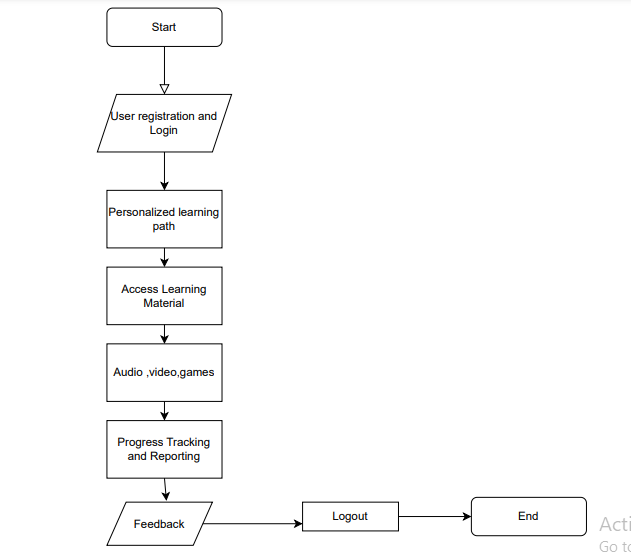 Start
User registration and
Login
Personalized learning
path
Access Learning
Material
Audio ,video,games
Progress Tracking
and Reporting
Feedback
Logout
End
Acti
Go to